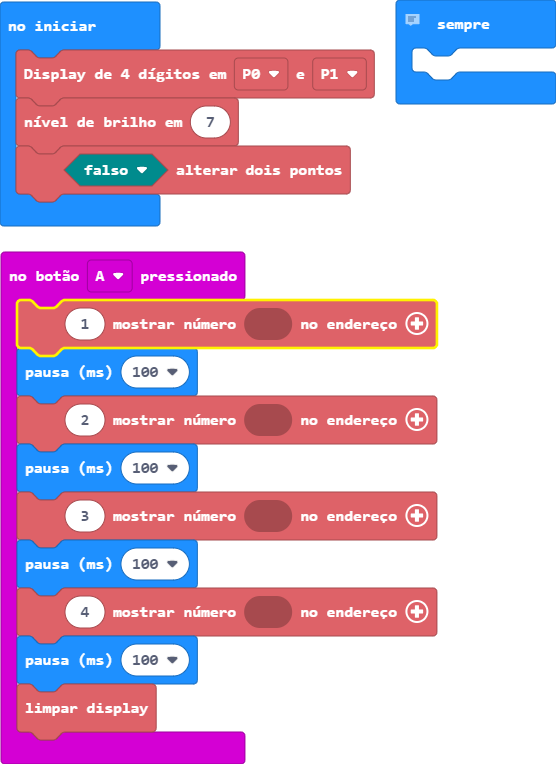 no iniciar
Display de 4 dígitos em P0 e P1
nível de brilho em 7
falso alterar dois pontos
sempre
no botão A pressionado
1 mostrar número no endereço
pausa (ms) 100
2 mostrar número no endereço
pausa (ms) 100
3 mostrar número no endereço
pausa (ms) 100
4 mostrar número no endereço
pausa (ms) 100
limpar display